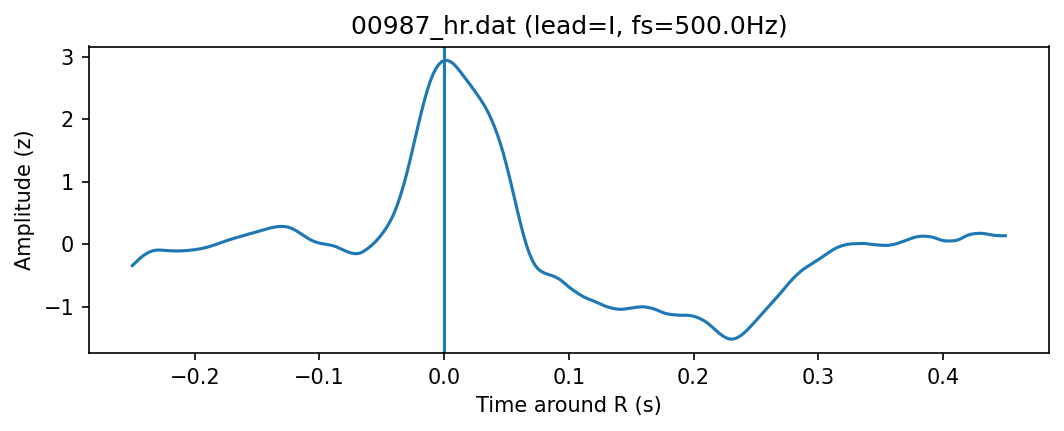 00987_hr.dat (lead=I, fs=500.0Hz)
3
2
1
0
−1
Amplitude (z)
−0.2 −0.1 0.0 0.1 0.2 0.3 0.4
Time around R (s)